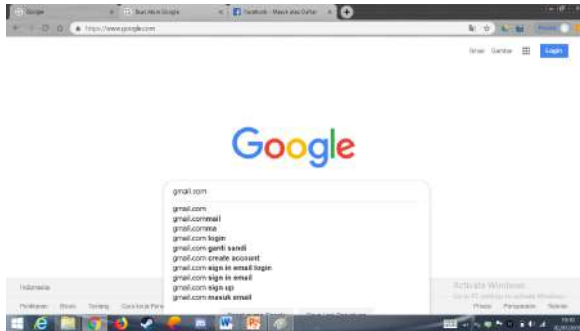 Google
Buat Akun Google
Facebook - Masuk atau Daftar
https://www.google.com
Gmail Gambar Login
Google
gmail.com
gmail.com
gmail.commail
gmail.comma
gmail.com login
gmail.com ganti sandi
gmail.com create account
gmail.com sign in email login
gmail.com sign in email
gmail.com sign up
gmail.com masuk email
Indonesia
Activate Windows
Bisnis Tentang
Privasi Persyaratan